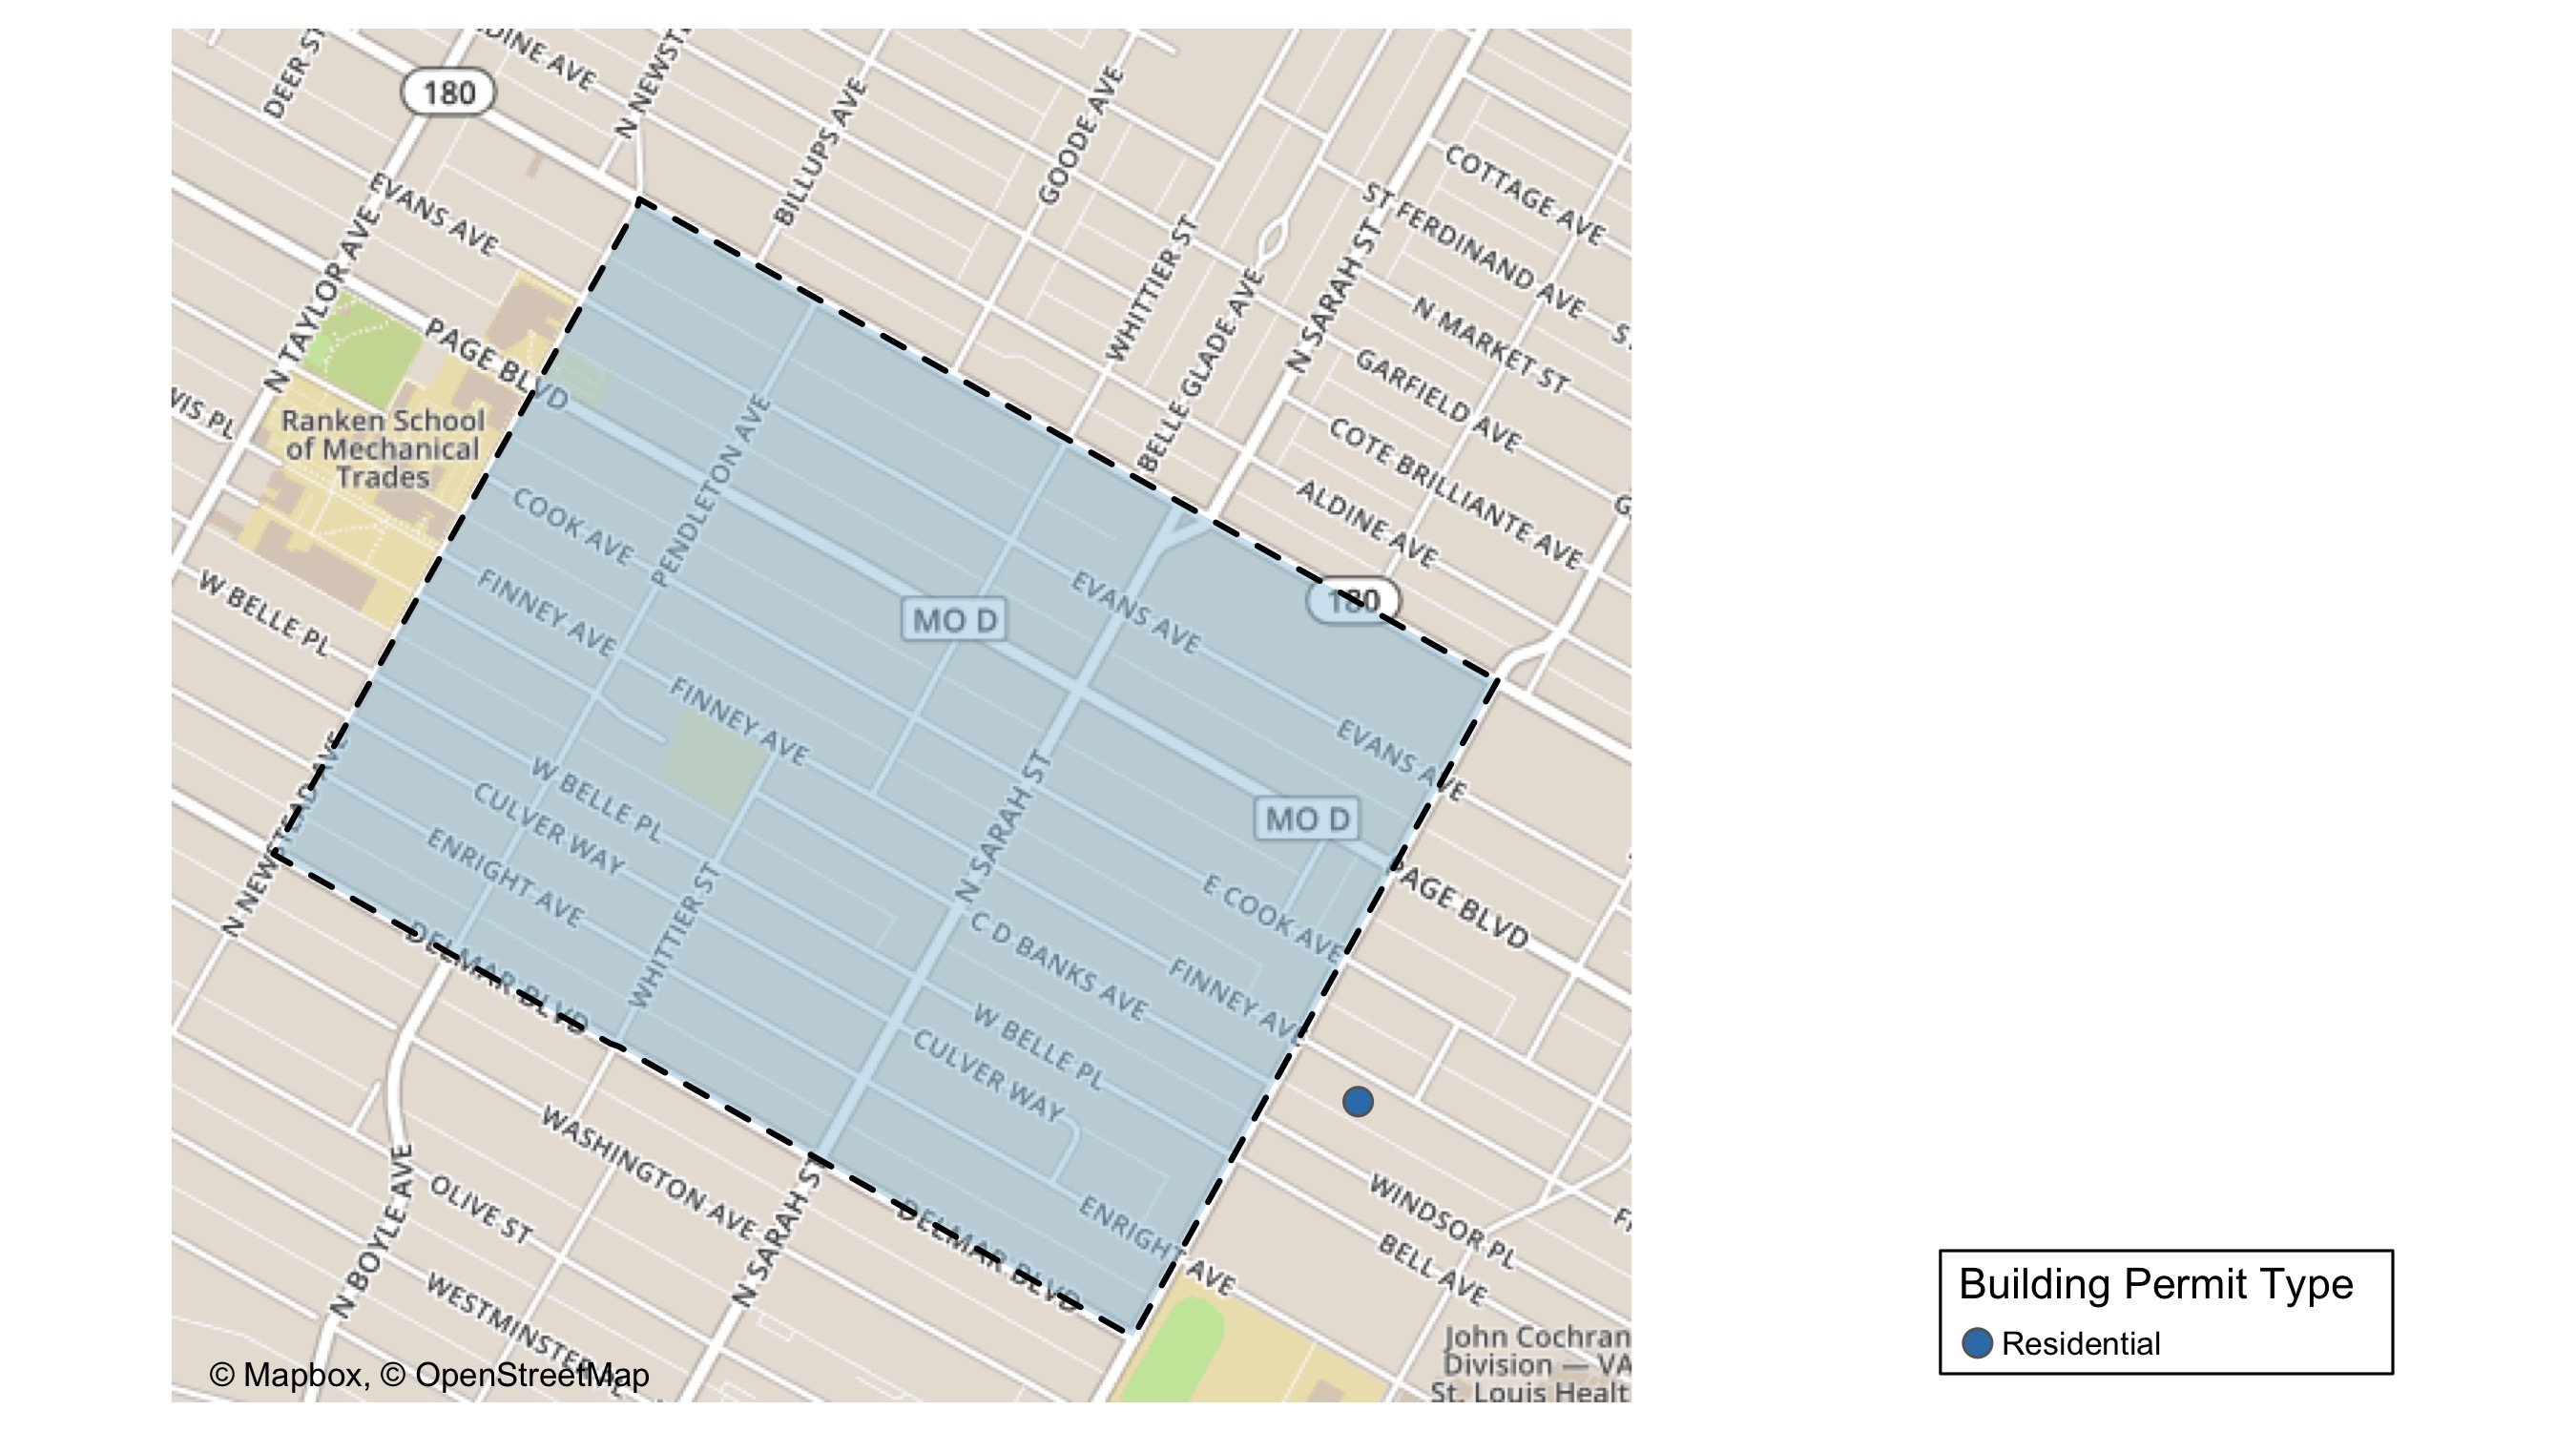 DEER ST
DINE AVE
N NEWST
180
BILLUPS AVE
GOODE AVE
COTTAGE AVE
ST FERDINAND AVE
EVANS AVE
N TAYLOR AVE
WHITTIER ST
BELLE GLADE AVE
N SARAH ST
N MARKET ST
GARFIELD AVE
PAGE BLVD
VIS PL
Ranken School
of Mechanical
Trades
PENDLETON AVE
COTE BRILLIANTE AVE
ALDINE AVE
COOK AVE
FINNEY AVE
W BELLE PL
MO D
EVANS AVE
180
FINNEY AVE
EVANS AVE
N NEWSTEAD AVE
W BELLE PL
CULVER WAY
ENRIGHT AVE
N SARAH ST
MO D
PAGE BLVD
E COOK AVE
WHITTIER ST
C D BANKS AVE
FINNEY AVE
DELMAR BLVD
W BELLE PL
CULVER WAY
WASHINGTON AVE
N BOYLE AVE
OLIVE ST
N SARAH ST
DELMAR BLVD
ENRIGHT AVE
WINDSOR PL
BELL AVE
WESTMINSTER PL
John Cochran
Division — VA
St. Louis Healt
© Mapbox, © OpenStreetMap
Building Permit Type
Residential